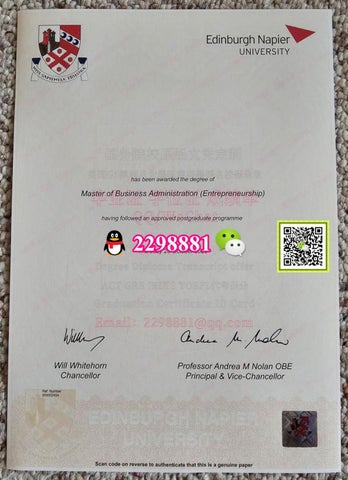 Edinburgh Napier
UNIVERSITY
has been awarded the degree of
Master of Business Administration (Entrepreneurship)
having followed an approved postgraduate programme
2298881
Degree Diploma Transcript offer
Graduation Certificate ID Card
Email: 2298881@qq.com
Will Whitehorn
Chancellor
Professor Andrea M Nolan OBE
Principal & Vice-Chancellor
Ref. Number
EDINBURGH NAPIER
UNIVERSITY
Scan code on reverse to authenticate that this is a genuine paper